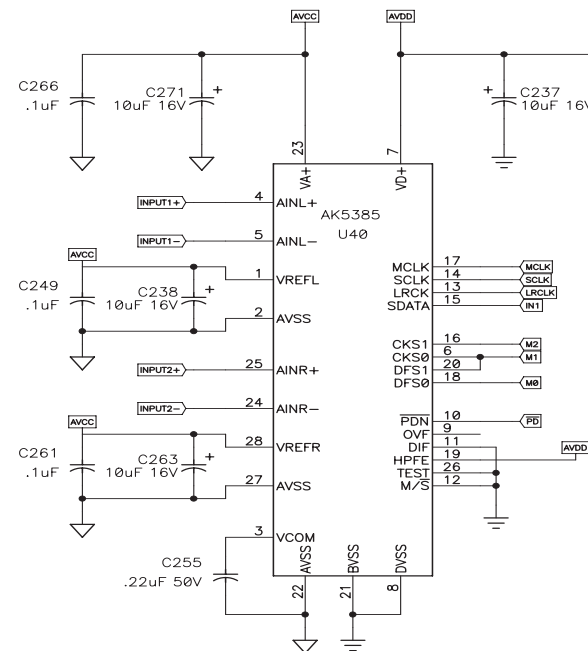 AVCC
AVDD
C266
.1uF
C271
10uF 16V
+
+
C237
10uF 16V
23
VA+
7
VD+
AK5385
U40
INPUT1+
4
AINL+
INPUT1-
5
AINL-
AVCC
1
VREFL
C249
.1uF
C238
10uF 16V
+
2
AVSS
INPUT2+
25
AINR+
INPUT2-
24
AINR-
AVCC
28
VREFR
C261
.1uF
C263
10uF 16V
+
27
AVSS
3
VCOM
C255
.22uF 50V
MCLK
17
MCLK
SCLK
14
SCLK
LRCK
13
LRCLK
SDATA
15
IN1
CKS1
16
M2
CKS0
6
M1
DFS1
20
DFS0
18
M0
PDN
10
PD
OVF
9
DIF
11
HPFE
19
AVDD
TEST
26
M/S
12
AVSS
22
BVSS
21
DVSS
8